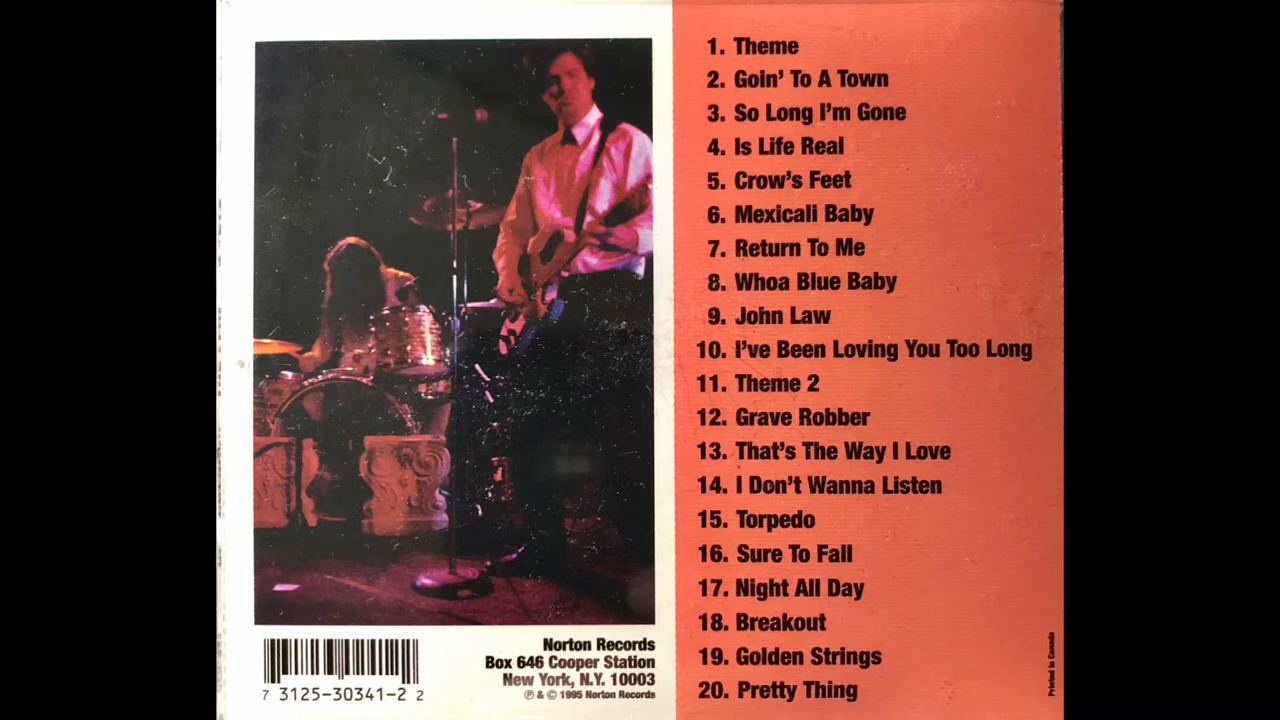 1. Theme
2. Goin' To A Town
3. So Long I'm Gone
4. Is Life Real
5. Crow's Feet
6. Mexicali Baby
7. Return To Me
8. Whoa Blue Baby
9. John Law
10. I've Been Loving You Too Long
11. Theme 2
12. Grave Robber
13. That's The Way I Love
14. I Don't Wanna Listen
15. Torpedo
16. Sure To Fall
17. Night All Day
18. Breakout
19. Golden Strings
20. Pretty Thing
Norton Records
Box 646 Cooper Station
New York, N.Y. 10003
℗ & © 1995 Norton Records
7 3125-30341-2 2
Printed in Canada